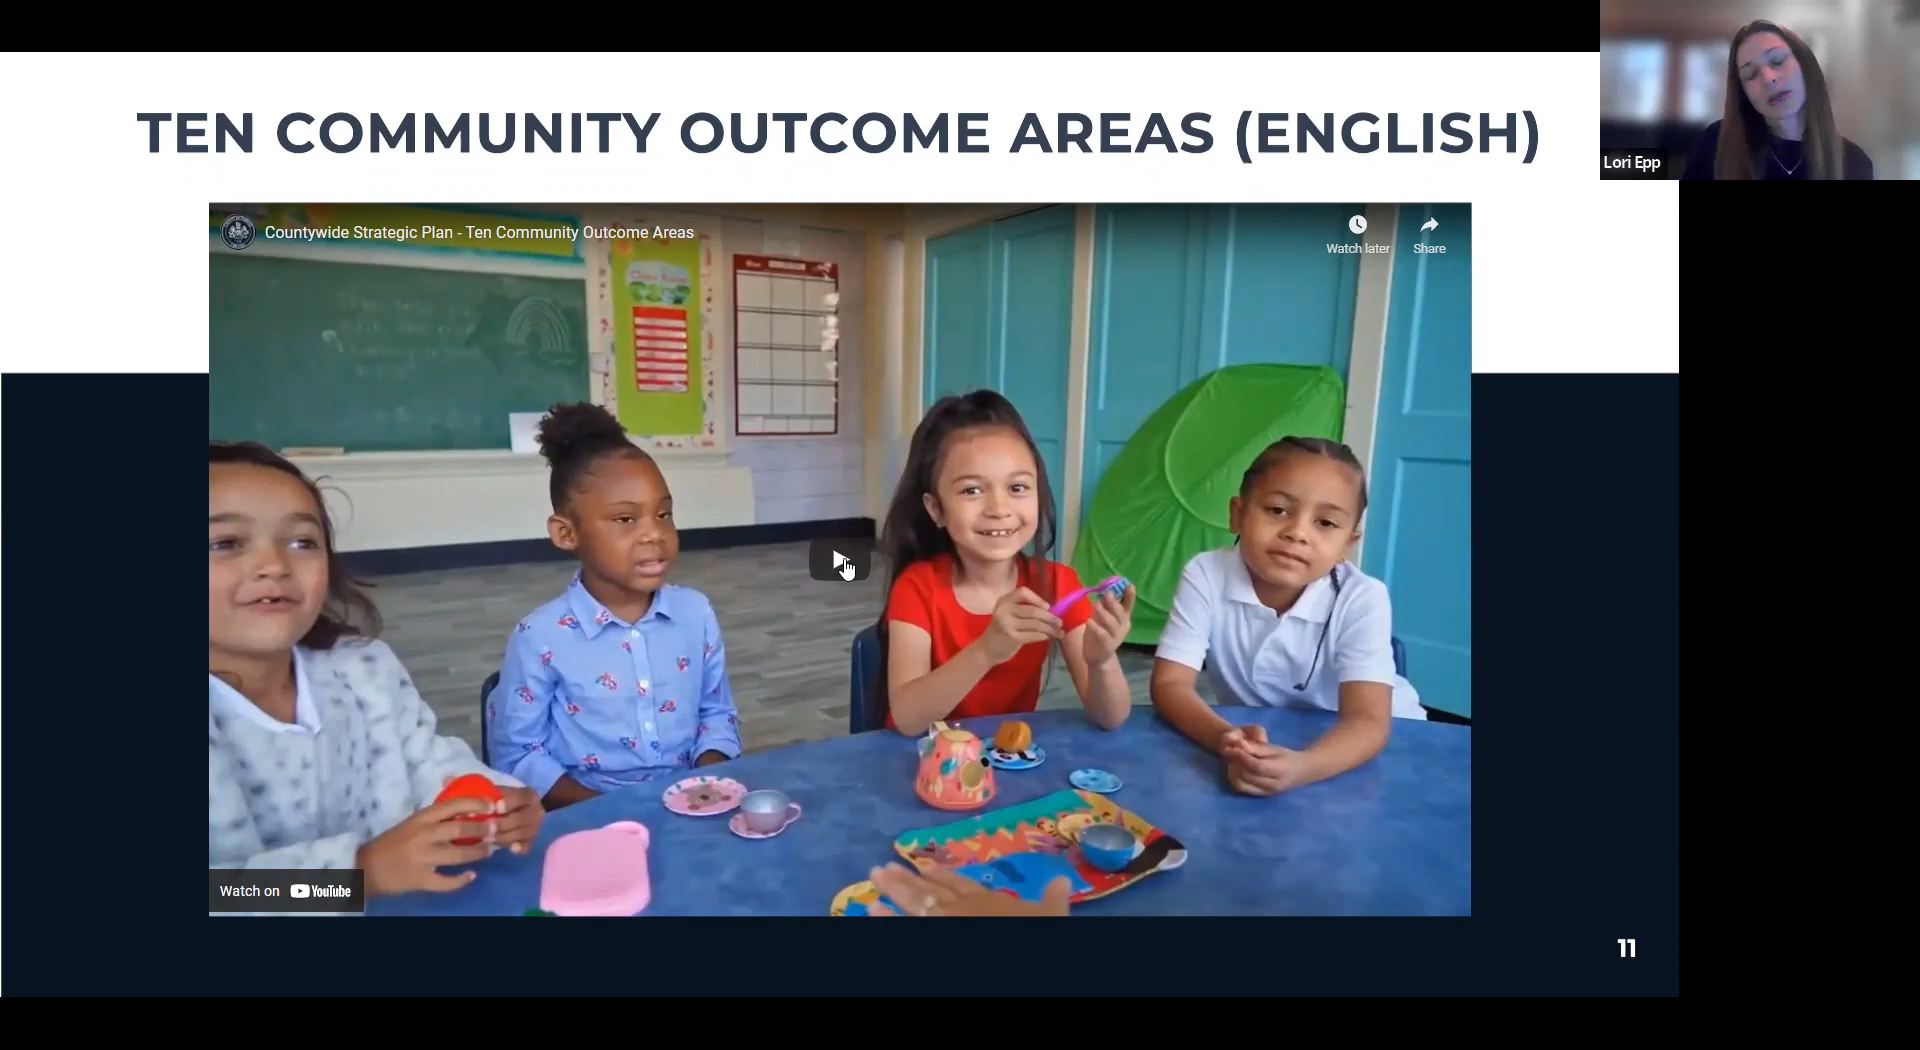 TEN COMMUNITY OUTCOME AREAS (ENGLISH)
Lori Epp
Countywide Strategic Plan - Ten Community Outcome Areas
Watch later
Share
Watch on YouTube
11